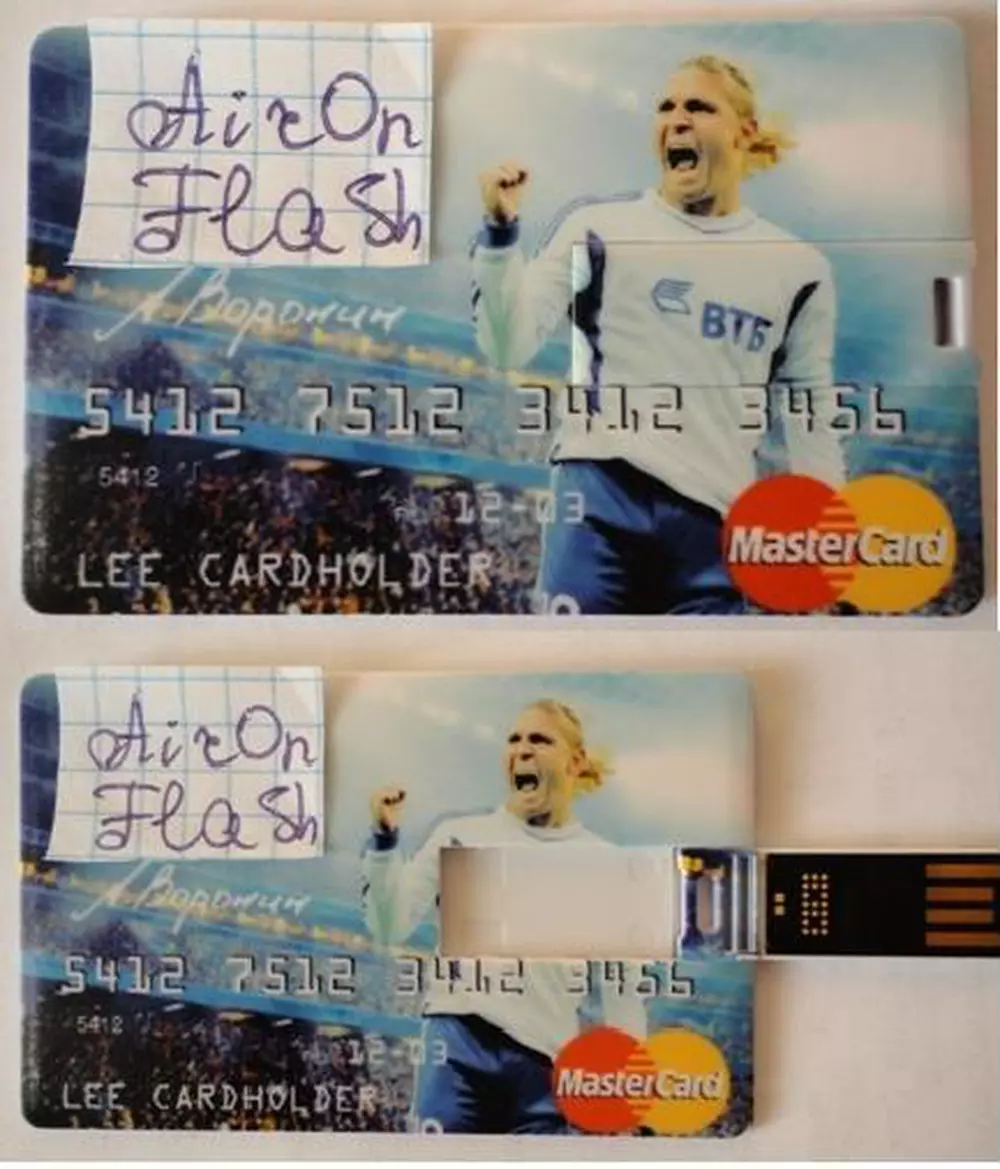 AirOn
Flash
А. Воронин
ВТБ
5412 7512 3412 3456
5412
12-03
LEE CARDHOLDER
MasterCard
AirOn
Flash
А. Воронин
5412 7512 3412 3456
5412
12-03
LEE CARDHOLDER
MasterCard